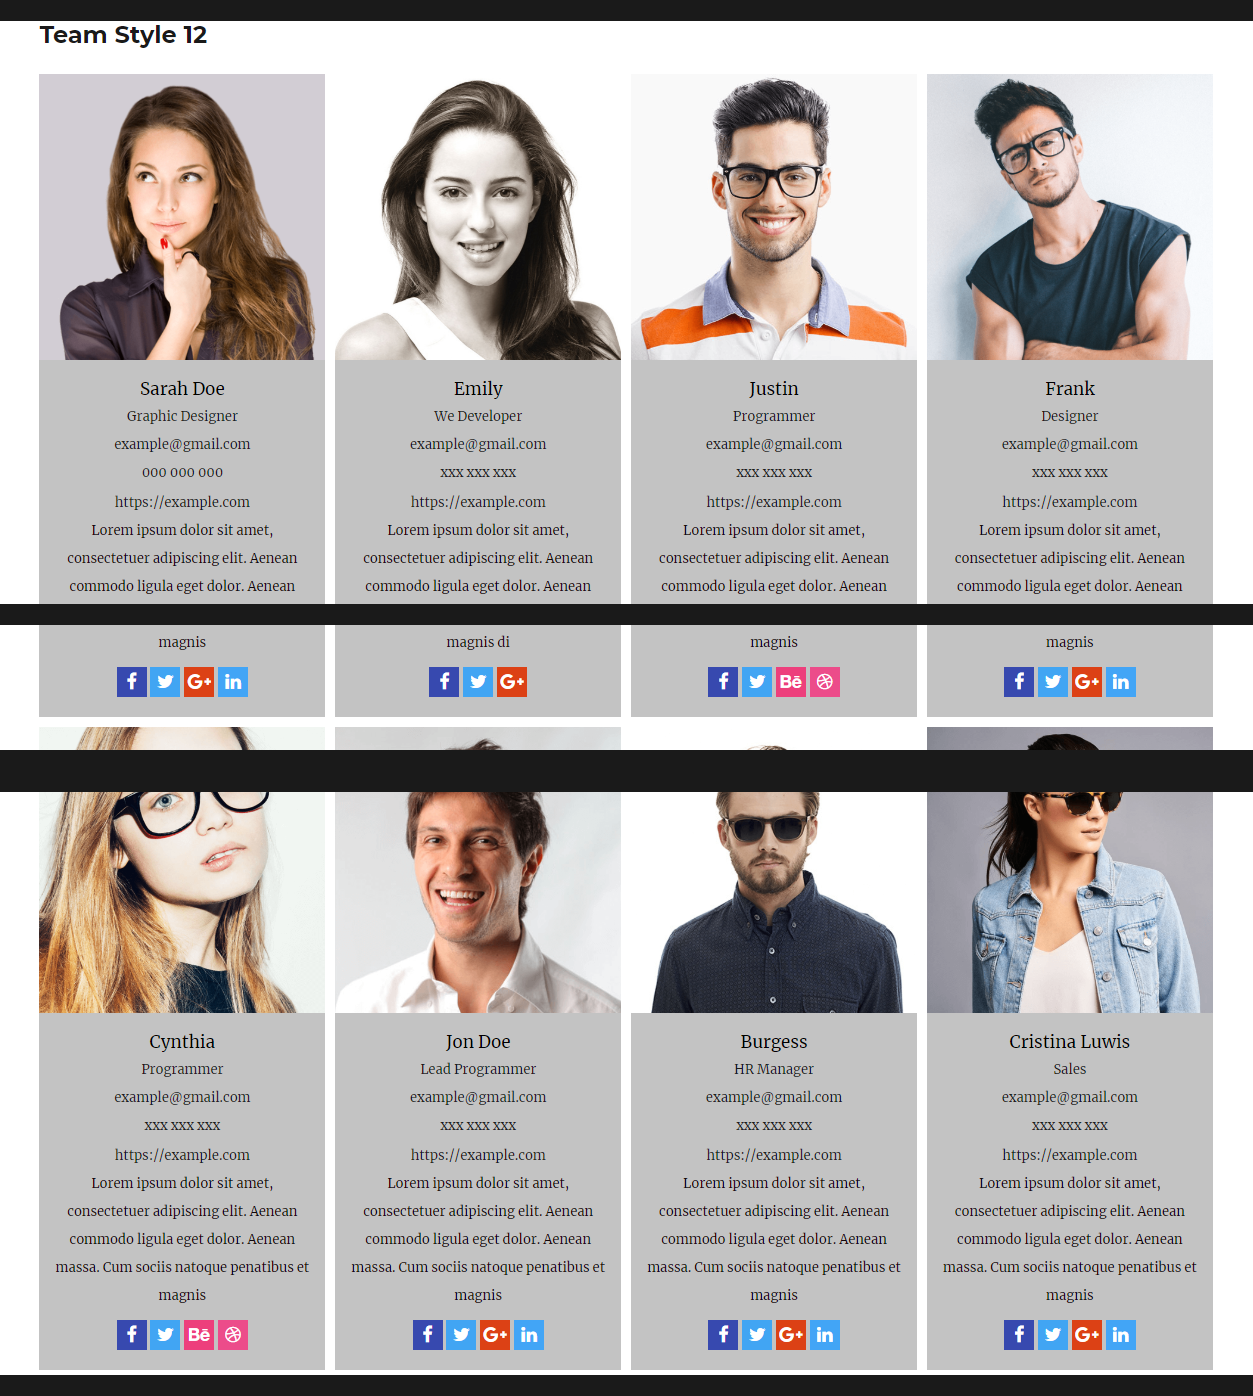 Team Style 12
Sarah Doe
Graphic Designer
example@gmail.com
000 000 000
https://example.com
Lorem ipsum dolor sit amet,
consectetuer adipiscing elit. Aenean
commodo ligula eget dolor. Aenean
magnis
Emily
We Developer
example@gmail.com
xxx xxx xxx
https://example.com
Lorem ipsum dolor sit amet,
consectetuer adipiscing elit. Aenean
commodo ligula eget dolor. Aenean
magnis di
Justin
Programmer
example@gmail.com
xxx xxx xxx
https://example.com
Lorem ipsum dolor sit amet,
consectetuer adipiscing elit. Aenean
commodo ligula eget dolor. Aenean
magnis
Bē
Frank
Designer
example@gmail.com
xxx xxx xxx
https://example.com
Lorem ipsum dolor sit amet,
consectetuer adipiscing elit. Aenean
commodo ligula eget dolor. Aenean
magnis
Cynthia
Programmer
example@gmail.com
xxx xxx xxx
https://example.com
Lorem ipsum dolor sit amet,
consectetuer adipiscing elit. Aenean
commodo ligula eget dolor. Aenean
massa. Cum sociis natoque penatibus et
magnis
Bē
Jon Doe
Lead Programmer
example@gmail.com
xxx xxx xxx
https://example.com
Lorem ipsum dolor sit amet,
consectetuer adipiscing elit. Aenean
commodo ligula eget dolor. Aenean
massa. Cum sociis natoque penatibus et
magnis
Burgess
HR Manager
example@gmail.com
xxx xxx xxx
https://example.com
Lorem ipsum dolor sit amet,
consectetuer adipiscing elit. Aenean
commodo ligula eget dolor. Aenean
massa. Cum sociis natoque penatibus et
magnis
Cristina Luwis
Sales
example@gmail.com
xxx xxx xxx
https://example.com
Lorem ipsum dolor sit amet,
consectetuer adipiscing elit. Aenean
commodo ligula eget dolor. Aenean
massa. Cum sociis natoque penatibus et
magnis